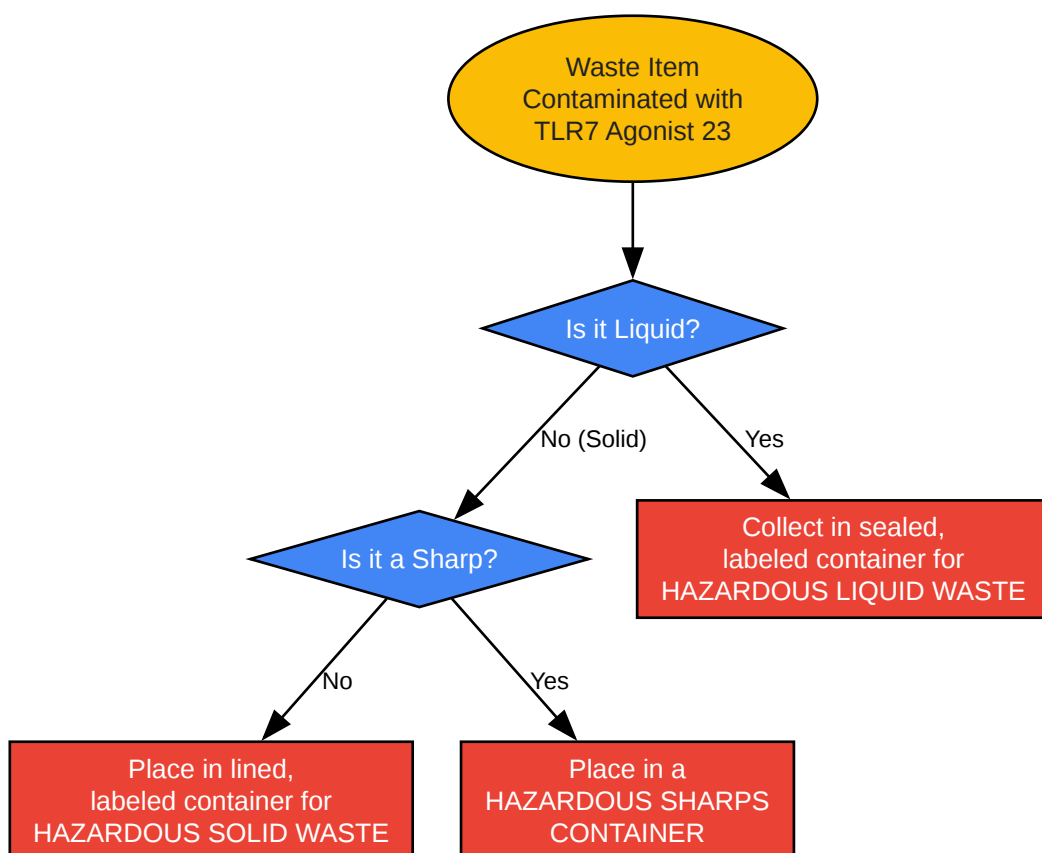 Waste Item
Contaminated with
TLR7 Agonist 23
Is it Liquid?
No (Solid)
Yes
Collect in sealed,
labeled container for
HAZARDOUS LIQUID WASTE
Is it a Sharp?
No
Yes
Place in lined,
labeled container for
HAZARDOUS SOLID WASTE
Place in a
HAZARDOUS SHARPS
CONTAINER